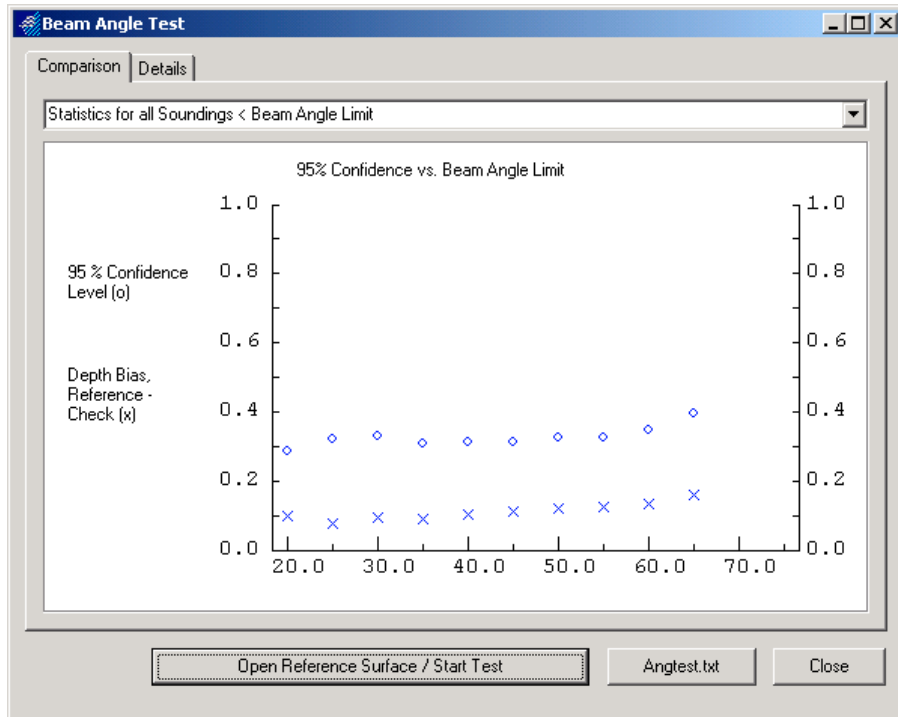 Beam Angle Test
Comparison
Details
Statistics for all Soundings < Beam Angle Limit
95% Confidence vs. Beam Angle Limit
1.0
1.0
95 % Confidence
Level (o)
0.8
0.8
0.6
0.6
Depth Bias,
Reference -
Check (x)
0.4
0.4
0.2
0.2
0.0
0.0
20.0 30.0 40.0 50.0 60.0 70.0
Open Reference Surface / Start Test
Angtest.txt
Close